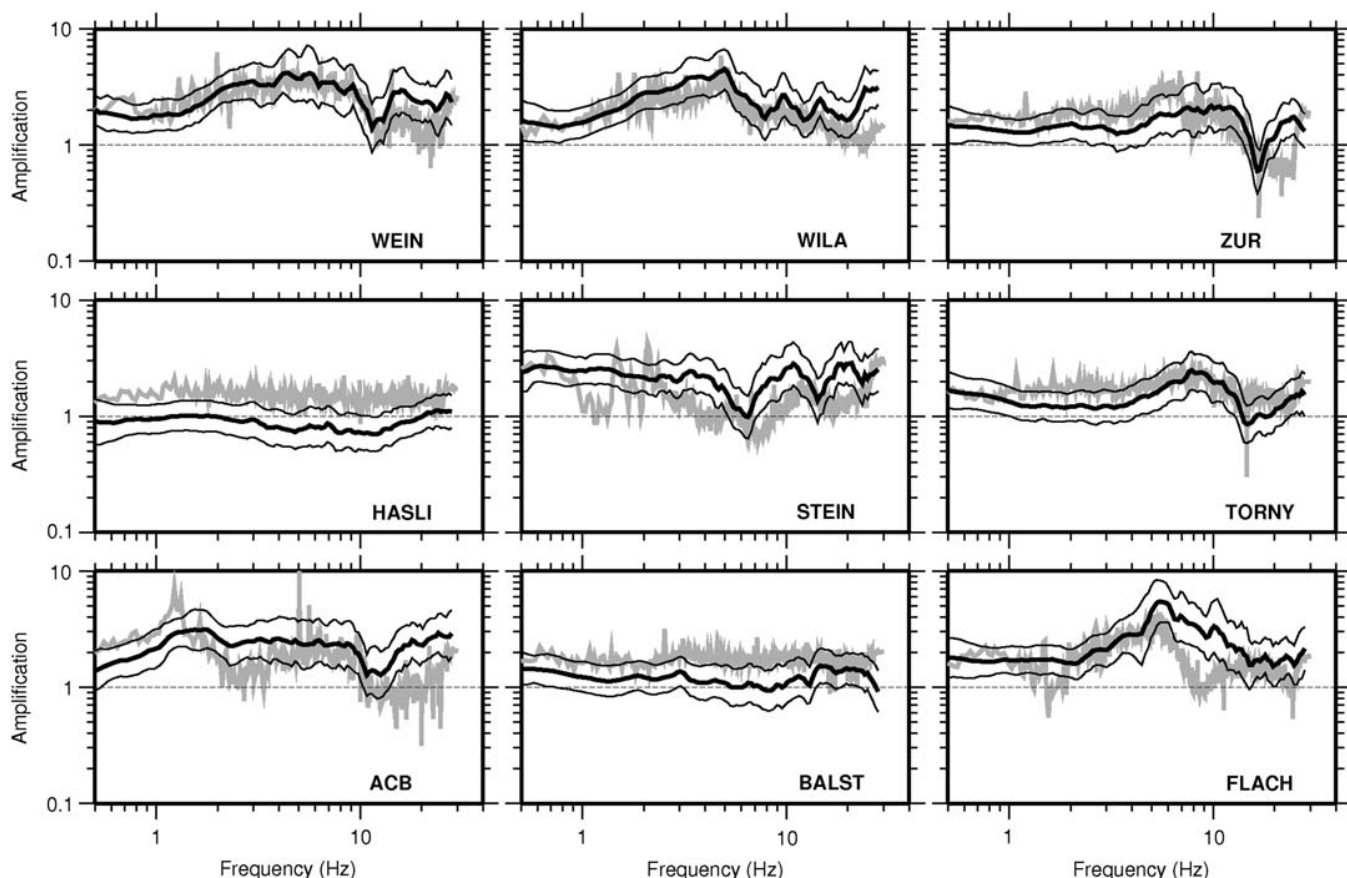 10
1
0.1
Amplification
WEIN
WILA
ZUR
10
1
0.1
Amplification
HASLI
STEIN
TORNY
10
1
0.1
Amplification
ACB
BALST
FLACH
1 10 1 10 1 10
Frequency (Hz) Frequency (Hz) Frequency (Hz)